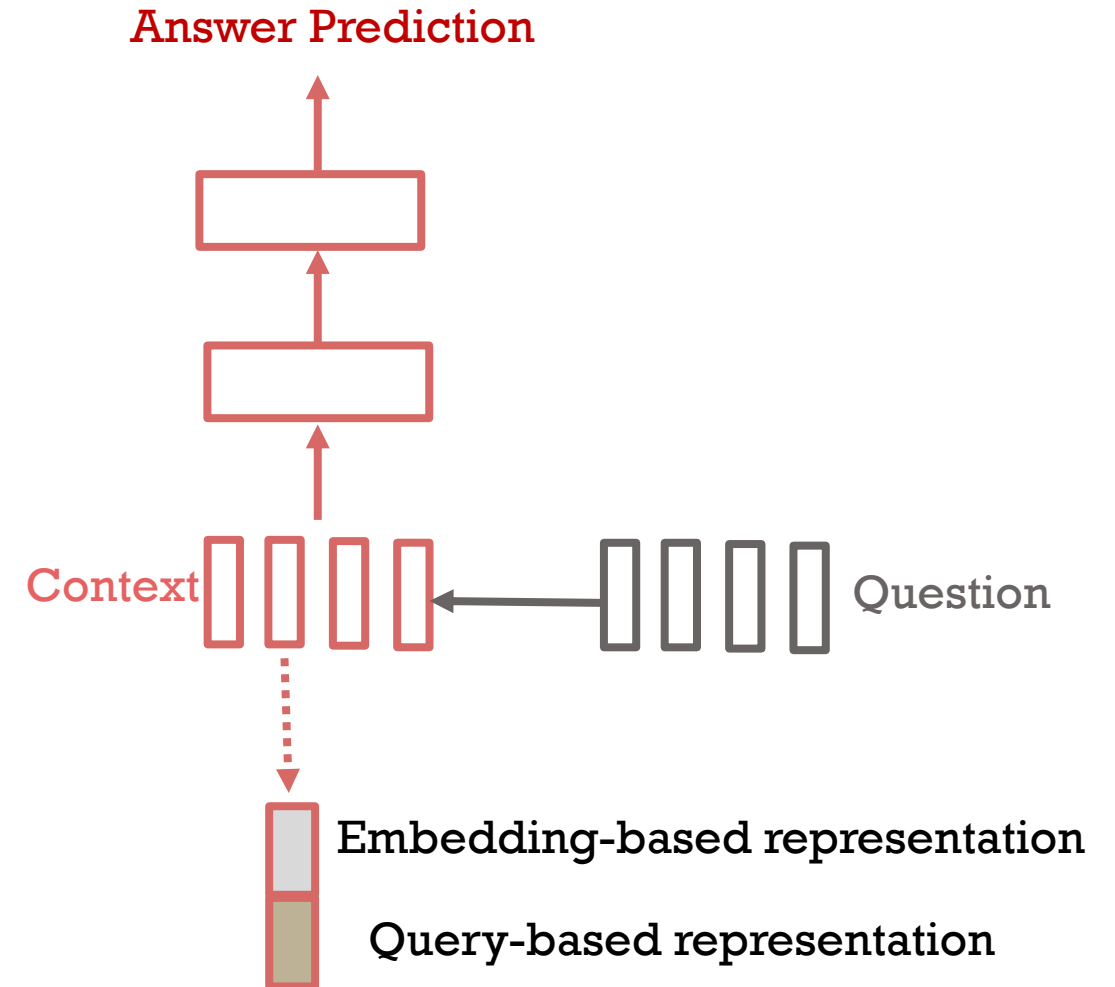 Answer Prediction
Context
Question
Embedding-based representation
Query-based representation